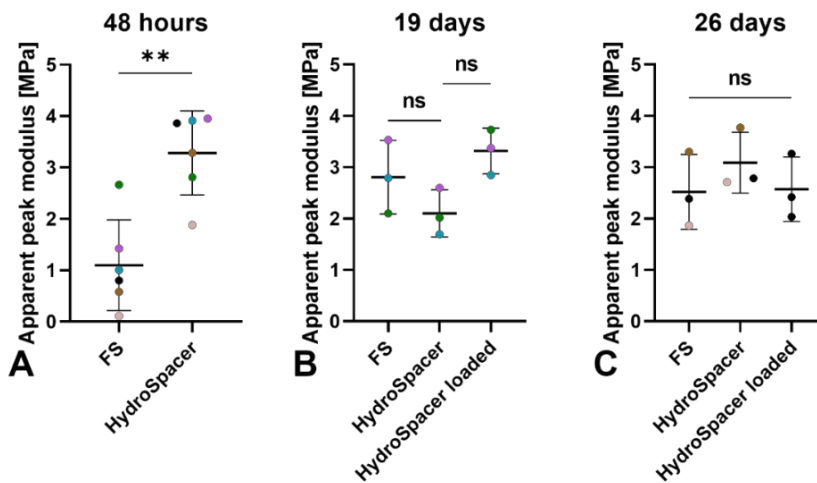 48 hours
Apparent peak modulus [MPa]
5
4
3
2
1
0
**
FS
HydroSpacer
A
19 days
Apparent peak modulus [MPa]
5
4
3
2
1
0
ns
ns
FS
HydroSpacer
HydroSpacer loaded
B
26 days
Apparent peak modulus [MPa]
5
4
3
2
1
0
ns
FS
HydroSpacer
HydroSpacer loaded
C